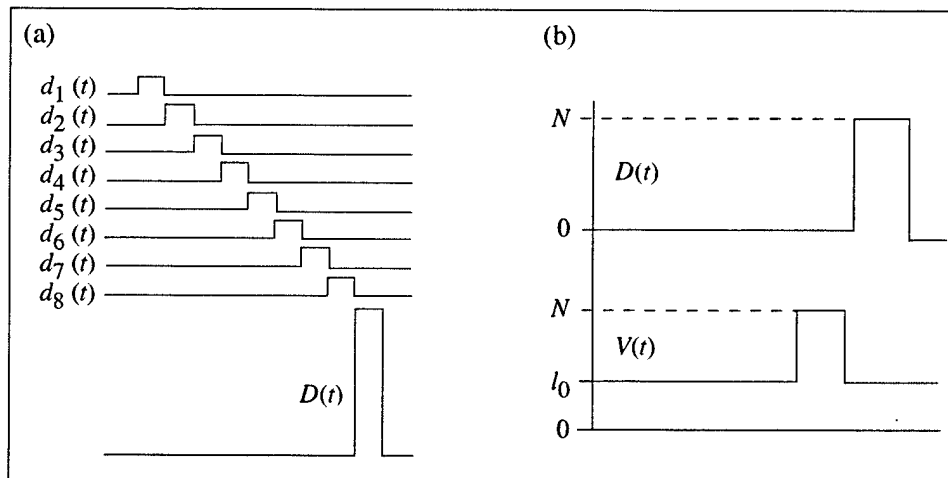 (a)
d1 (t)
d2 (t)
d3 (t)
d4 (t)
d5 (t)
d6 (t)
d7 (t)
d8 (t)
D(t)
(b)
N
D(t)
0
N
V(t)
l0
0